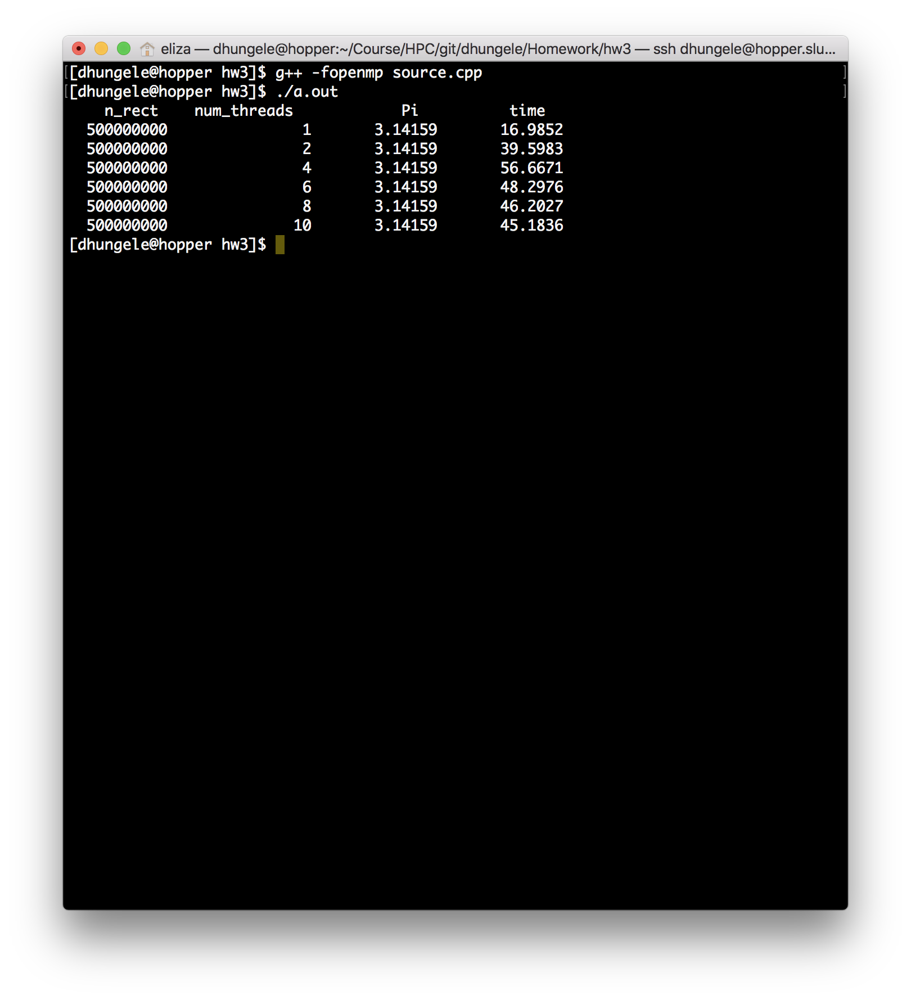 eliza — dhungele@hopper:~/Course/HPC/git/dhungele/Homework/hw3 — ssh dhungele@hopper.slu...
[dhungele@hopper hw3]$ g++ -fopenmp source.cpp
[dhungele@hopper hw3]$ ./a.out
n_rect num_threads Pi time
500000000 1 3.14159 16.9852
500000000 2 3.14159 39.5983
500000000 4 3.14159 56.6671
500000000 6 3.14159 48.2976
500000000 8 3.14159 46.2027
500000000 10 3.14159 45.1836
[dhungele@hopper hw3]$